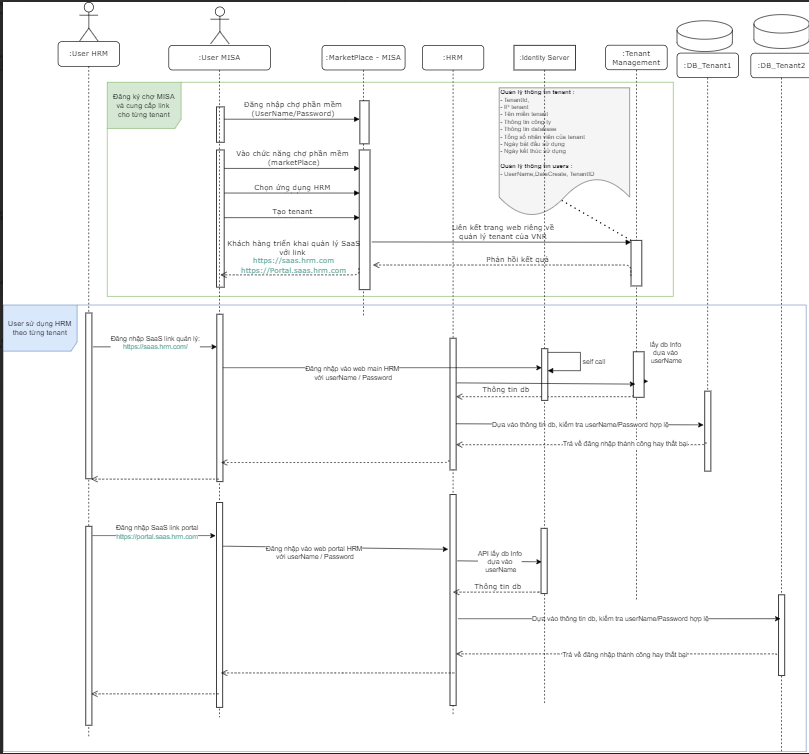 :User HRM
:User MISA
:MarketPlace - MISA
:HRM
:Identity Server
:Tenant
Management
:DB_Tenant1
:DB_Tenant2
Đăng ký chợ MISA
và cung cấp link
cho từng tenant
Đăng nhập chợ phần mềm
(UserName/Password)
Quản lý thông tin tenant :
- TenantId,
- IP tenant
- Tên miền tenant
- Thông tin công ty
- Thông tin database
- Tổng số nhân viên của tenant
- Ngày bắt đầu sử dụng
- Ngày kết thúc sử dụng
Quản lý thông tin users :
- UserName,DateCreate, TenantID
Vào chức năng chợ phần mềm
(marketPlace)
Chọn ứng dụng HRM
Tạo tenant
Liên kết trang web riêng về
quản lý tenant của VNR
Khách hàng triển khai quản lý SaaS
với link
https://saas.hrm.com
https://Portal.saas.hrm.com
Phản hồi kết quả
User sử dụng HRM
theo từng tenant
Đăng nhập SaaS link quản lý:
https://saas.hrm.com/
lấy db Info
dựa vào
userName
self call
Đăng nhập vào web main HRM
với userName / Password
Thông tin db
Dựa vào thông tin db, kiểm tra userName/Password hợp lệ
Trả về đăng nhập thành công hay thất bại
Đăng nhập SaaS link portal
https://portal.saas.hrm.com
Đăng nhập vào web portal HRM
với userName / Password
API lấy db Info
dựa vào
userName
Thông tin db
Dựa vào thông tin db, kiểm tra userName/Password hợp lệ
Trả về đăng nhập thành công hay thất bại